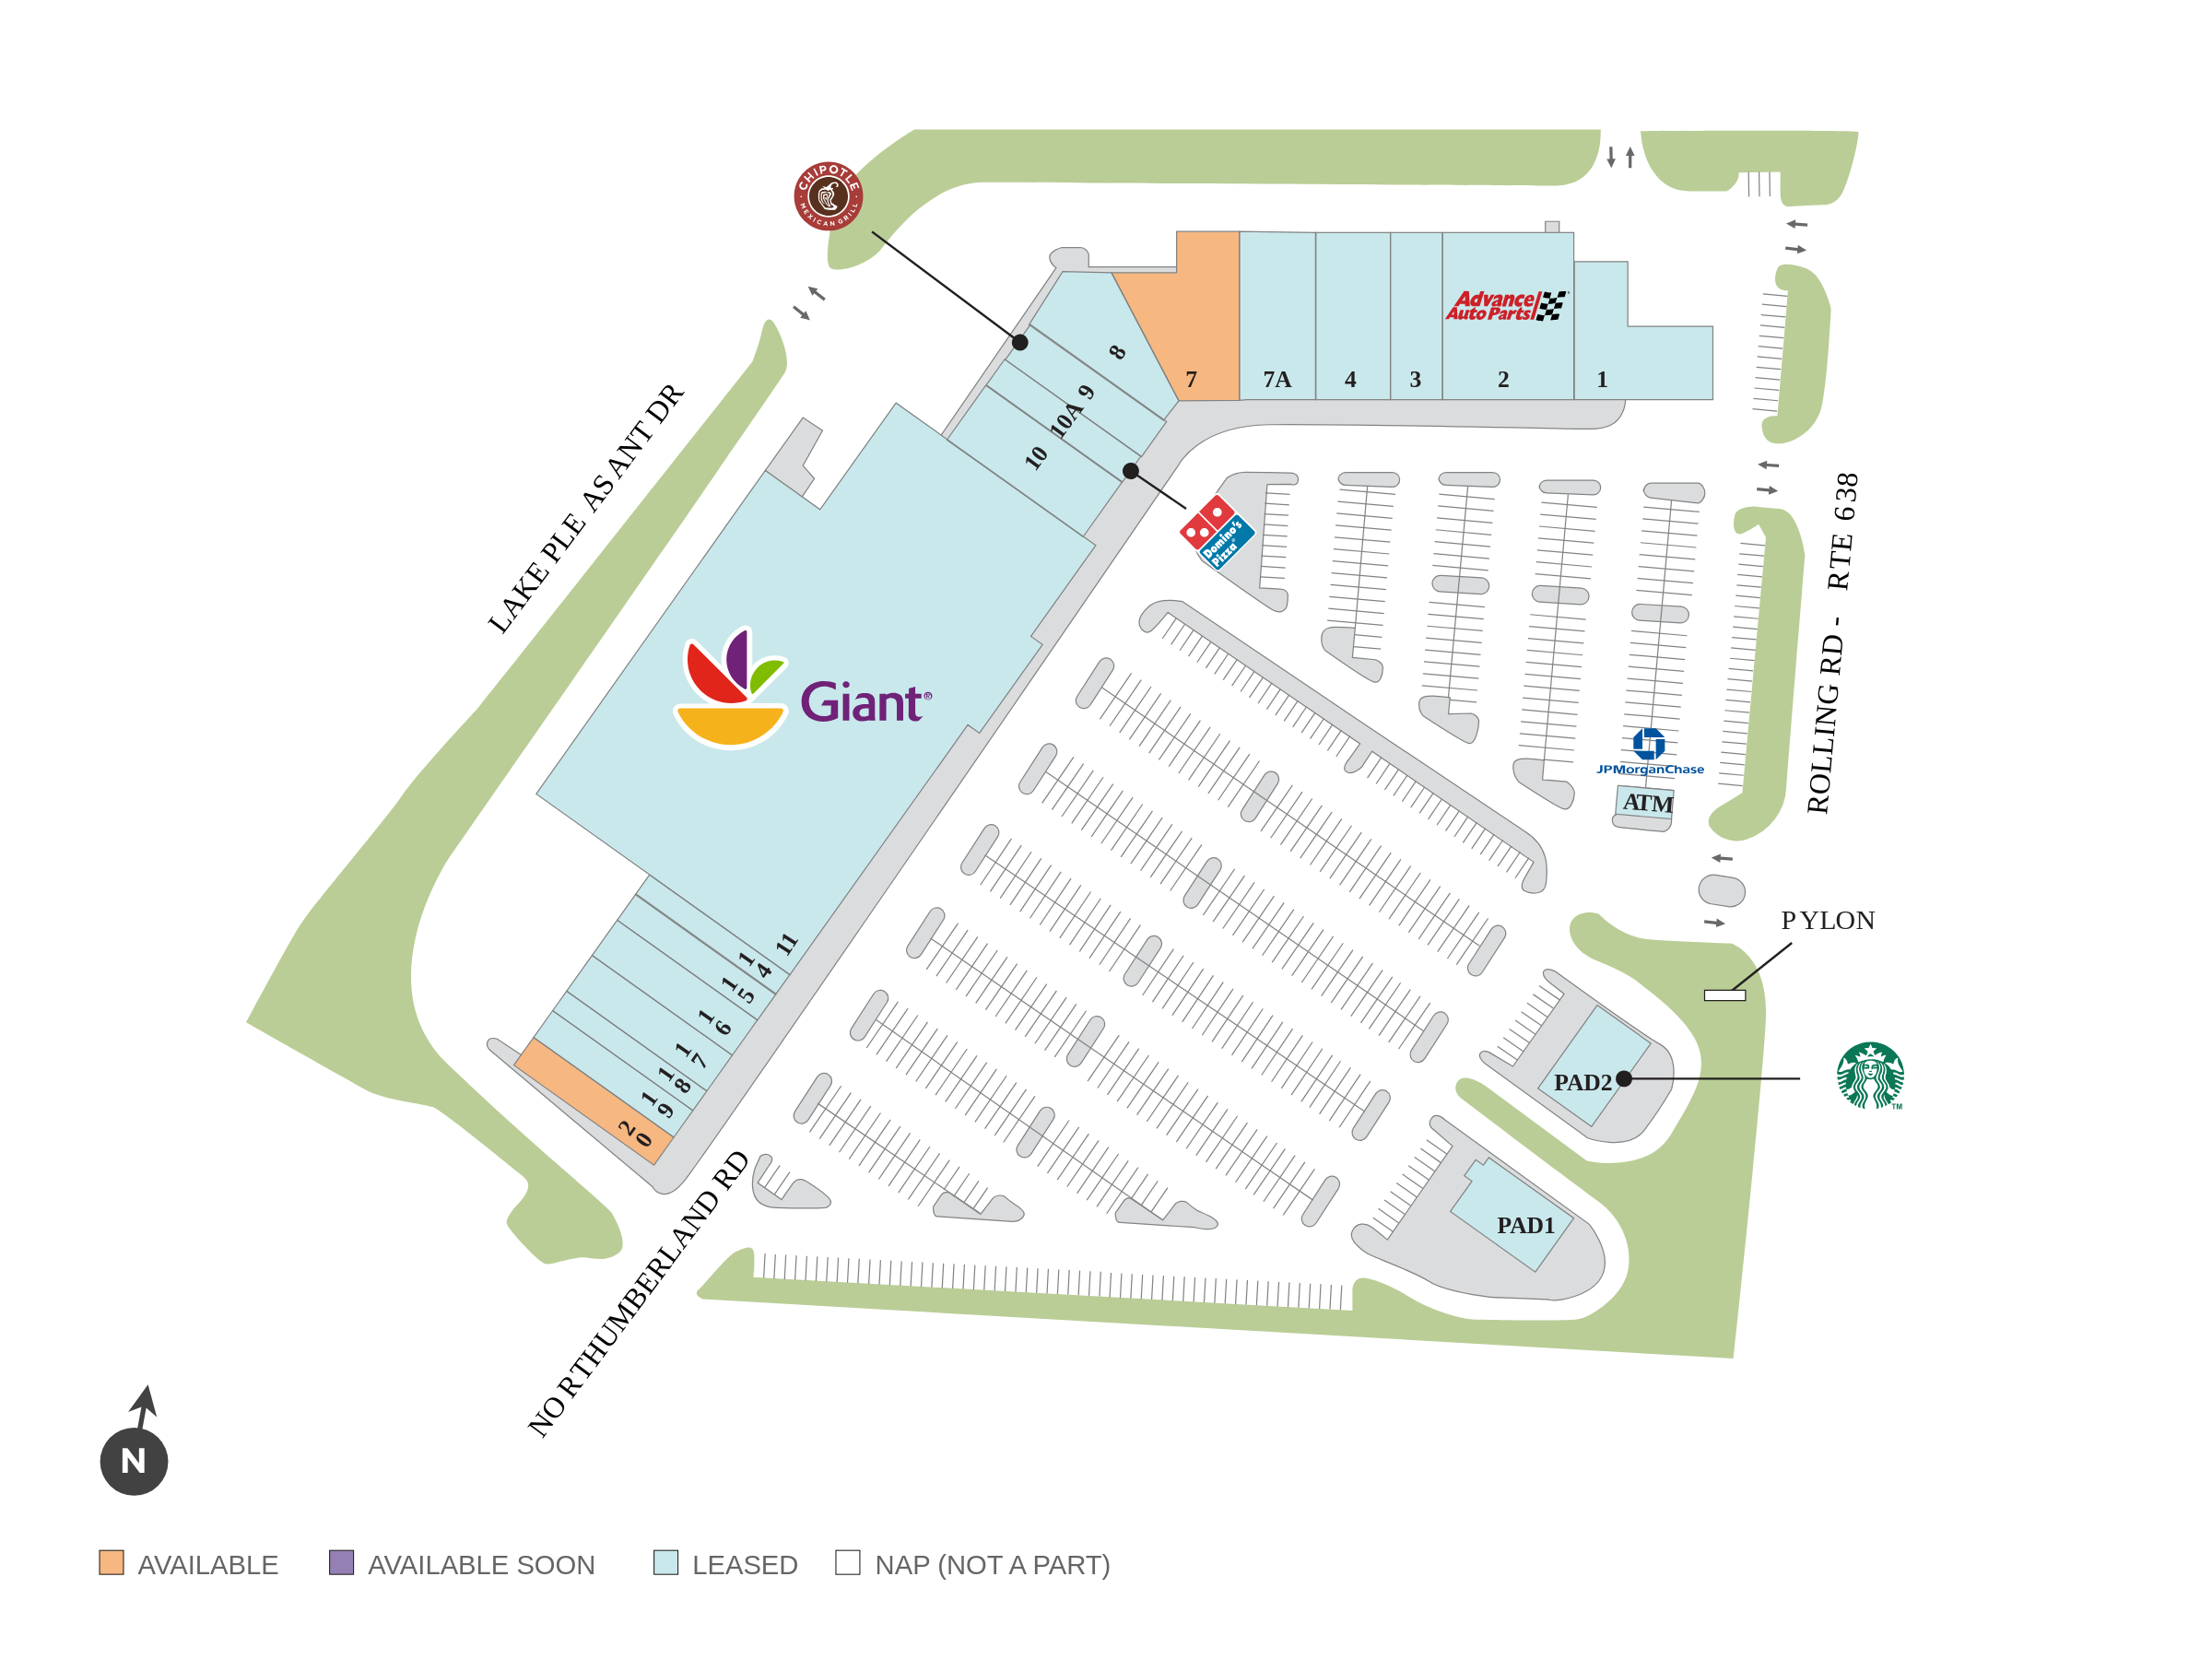 CHIPOTLE
MEXICAN GRILL
LAKE PLEASANT DR
8
9
10A
10
7
7A
4
3
2
1
Advance
Auto Parts
Domino's
Pizza
ROLLING RD - RTE 638
Giant®
JPMorganChase
ATM
PYLON
11
14
15
16
17
18
19
20
PAD2
TM
PAD1
NORTHUMBERLAND RD
N
AVAILABLE
AVAILABLE SOON
LEASED
NAP (NOT A PART)